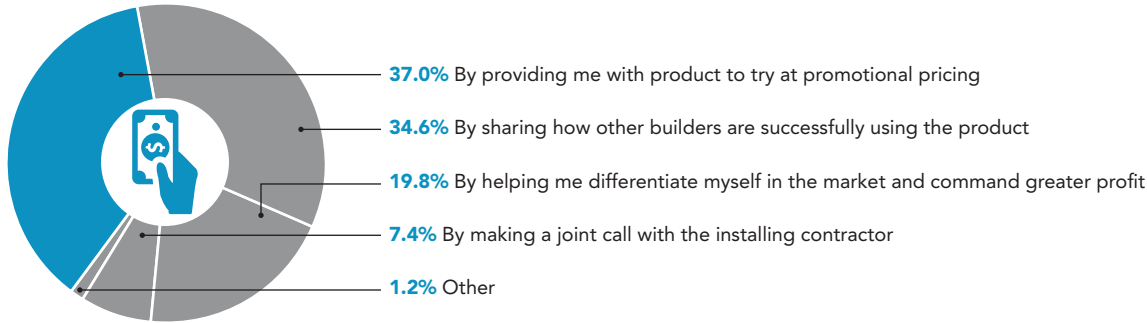 37.0% By providing me with product to try at promotional pricing
34.6% By sharing how other builders are successfully using the product
19.8% By helping me differentiate myself in the market and command greater profit
7.4% By making a joint call with the installing contractor
1.2% Other